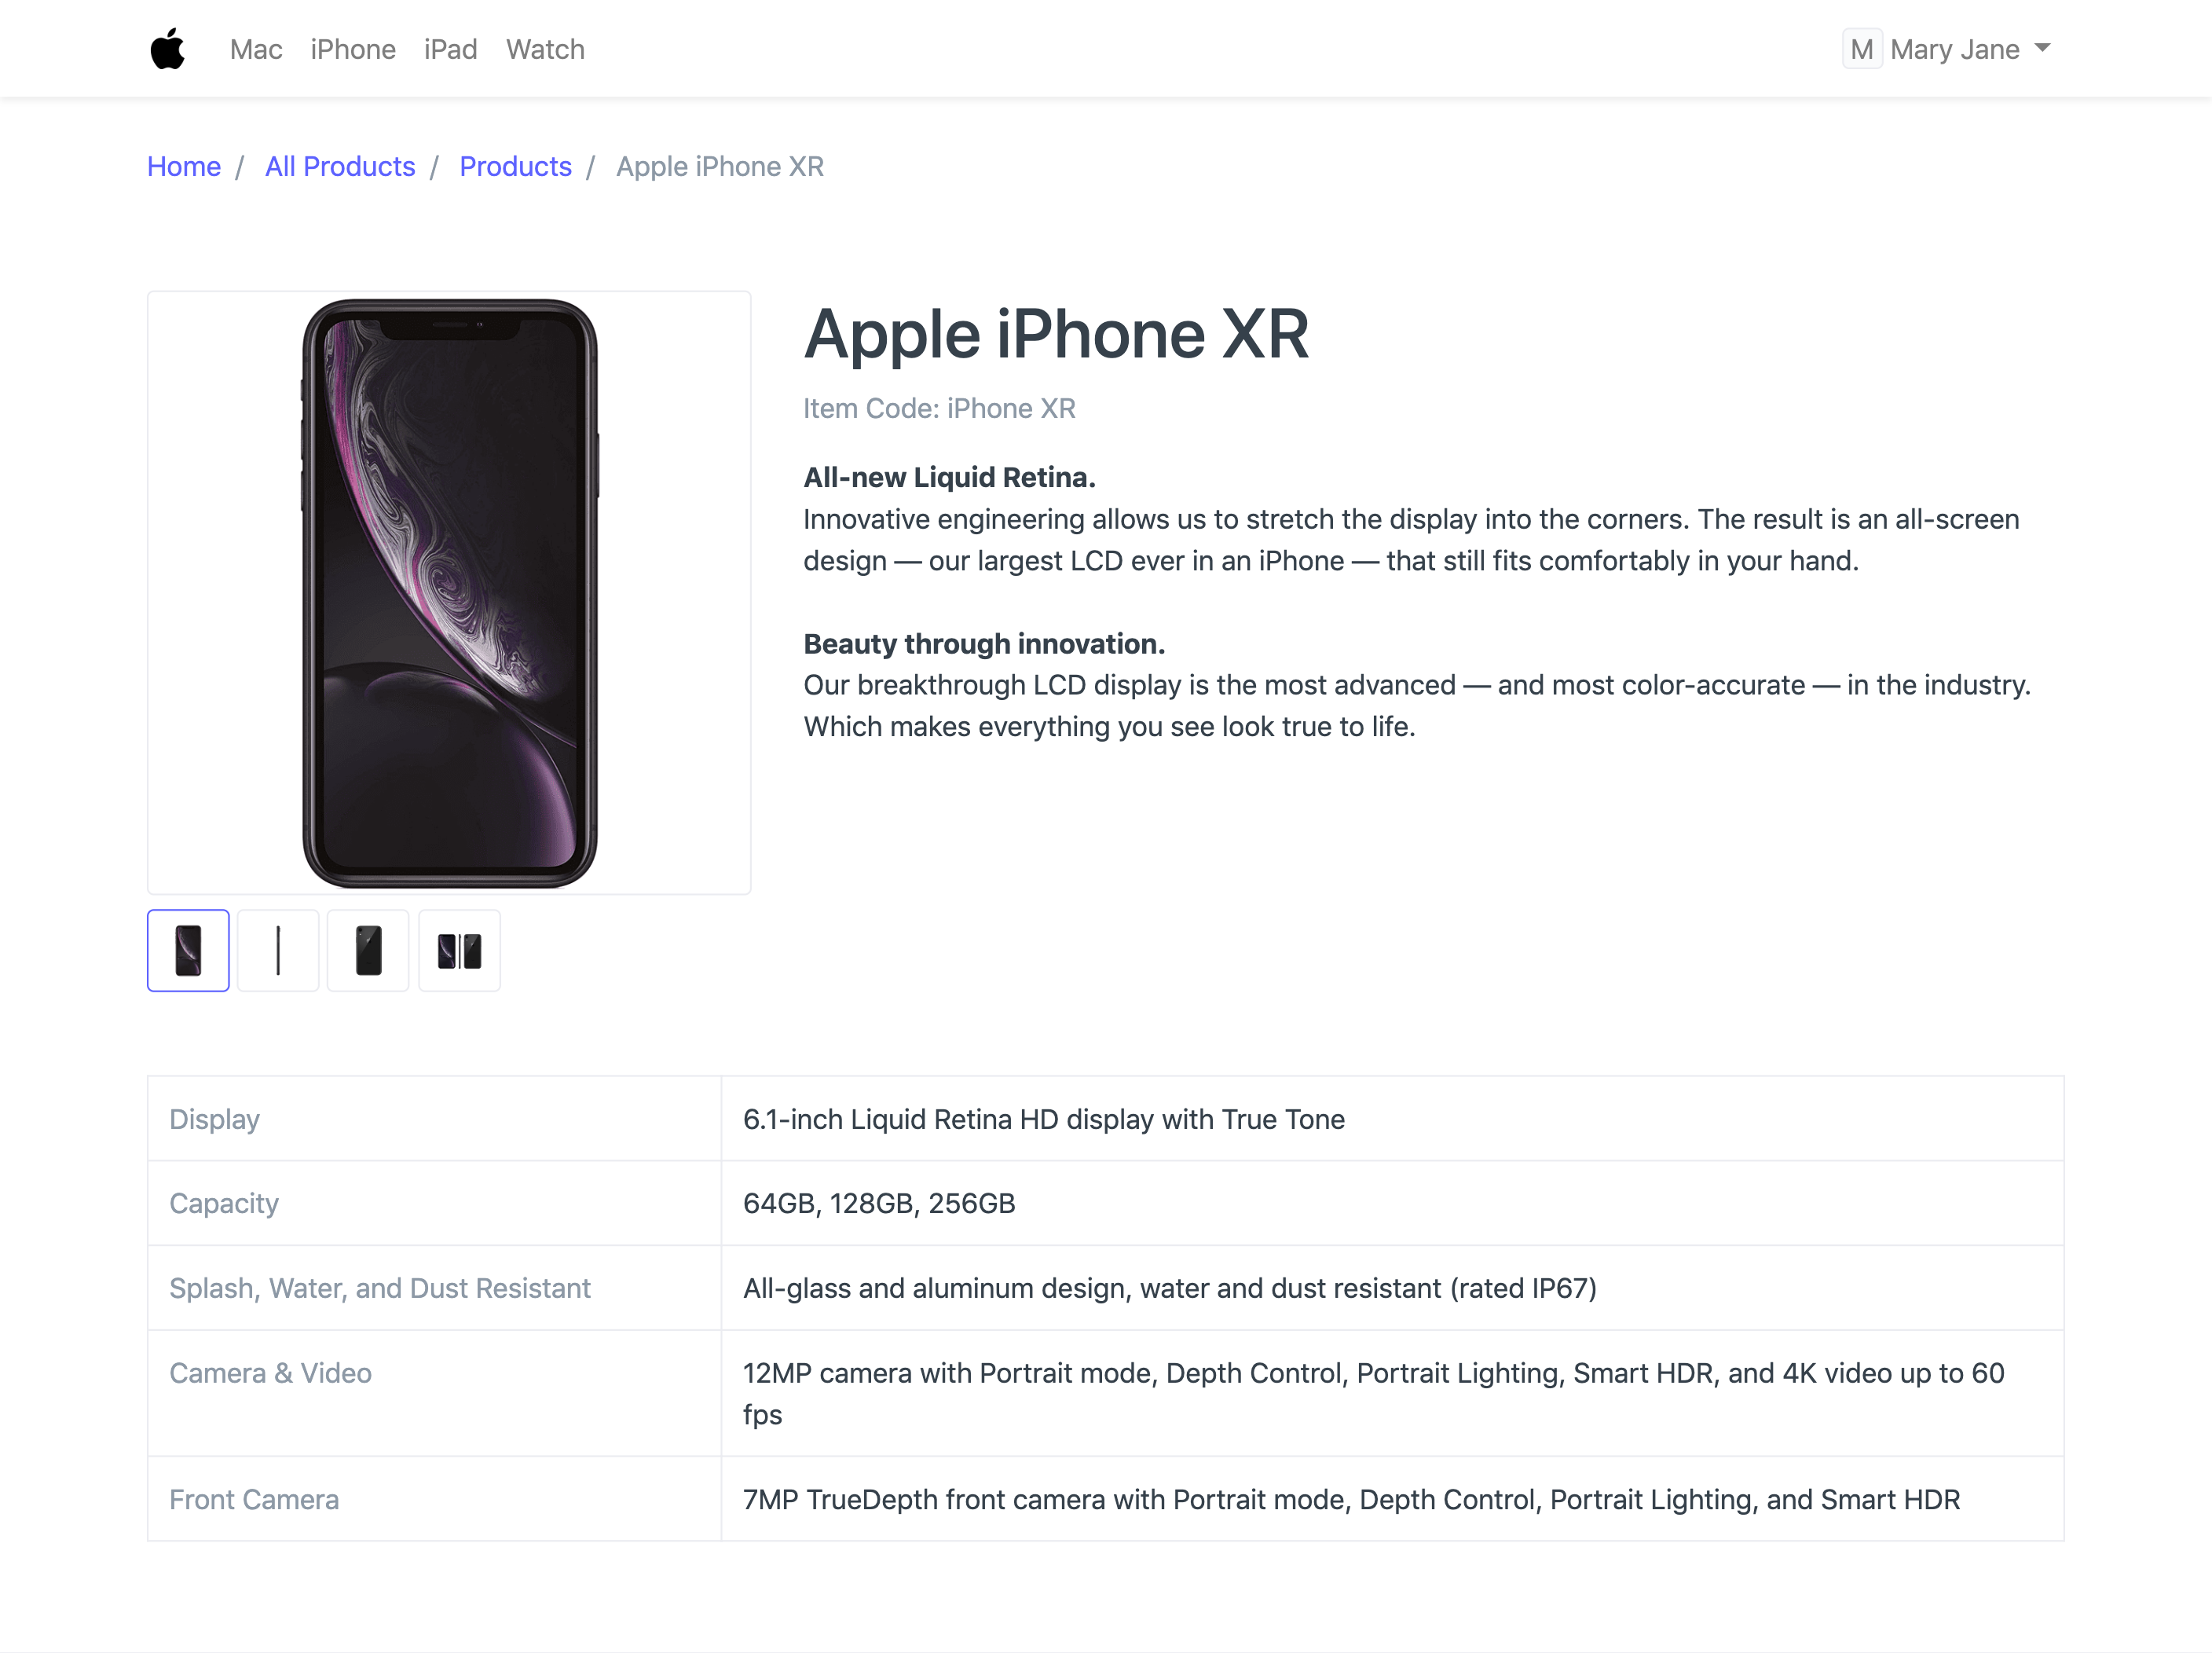 Mac iPhone iPad Watch
M Mary Jane
Home / All Products / Products / Apple iPhone XR
Apple iPhone XR
Item Code: iPhone XR
All-new Liquid Retina.
Innovative engineering allows us to stretch the display into the corners. The result is an all-screen
design — our largest LCD ever in an iPhone — that still fits comfortably in your hand.
Beauty through innovation.
Our breakthrough LCD display is the most advanced — and most color-accurate — in the industry.
Which makes everything you see look true to life.
Display 6.1-inch Liquid Retina HD display with True Tone
Capacity 64GB, 128GB, 256GB
Splash, Water, and Dust Resistant All-glass and aluminum design, water and dust resistant (rated IP67)
Camera & Video 12MP camera with Portrait mode, Depth Control, Portrait Lighting, Smart HDR, and 4K video up to 60
fps
Front Camera 7MP TrueDepth front camera with Portrait mode, Depth Control, Portrait Lighting, and Smart HDR